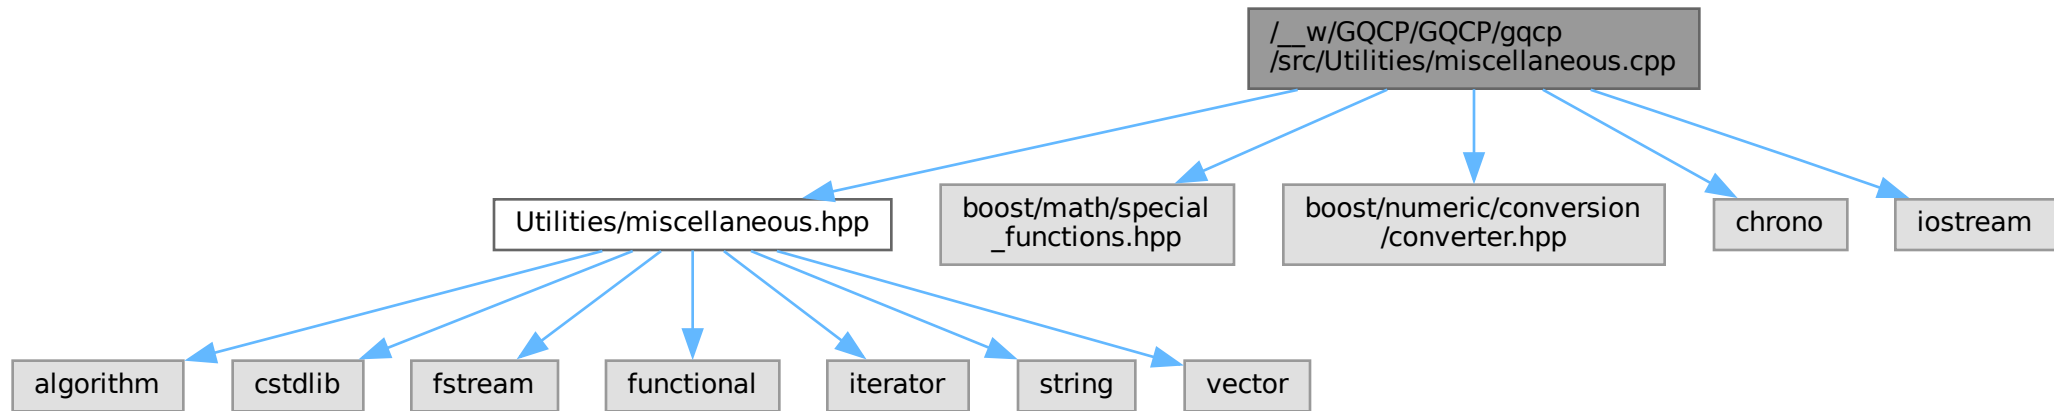 /__w/GQCP/GQCP/gqcp
/src/Utilities/miscellaneous.cpp
Utilities/miscellaneous.hpp
boost/math/special
_functions.hpp
boost/numeric/conversion
/converter.hpp
chrono
iostream
algorithm
cstdlib
fstream
functional
iterator
string
vector